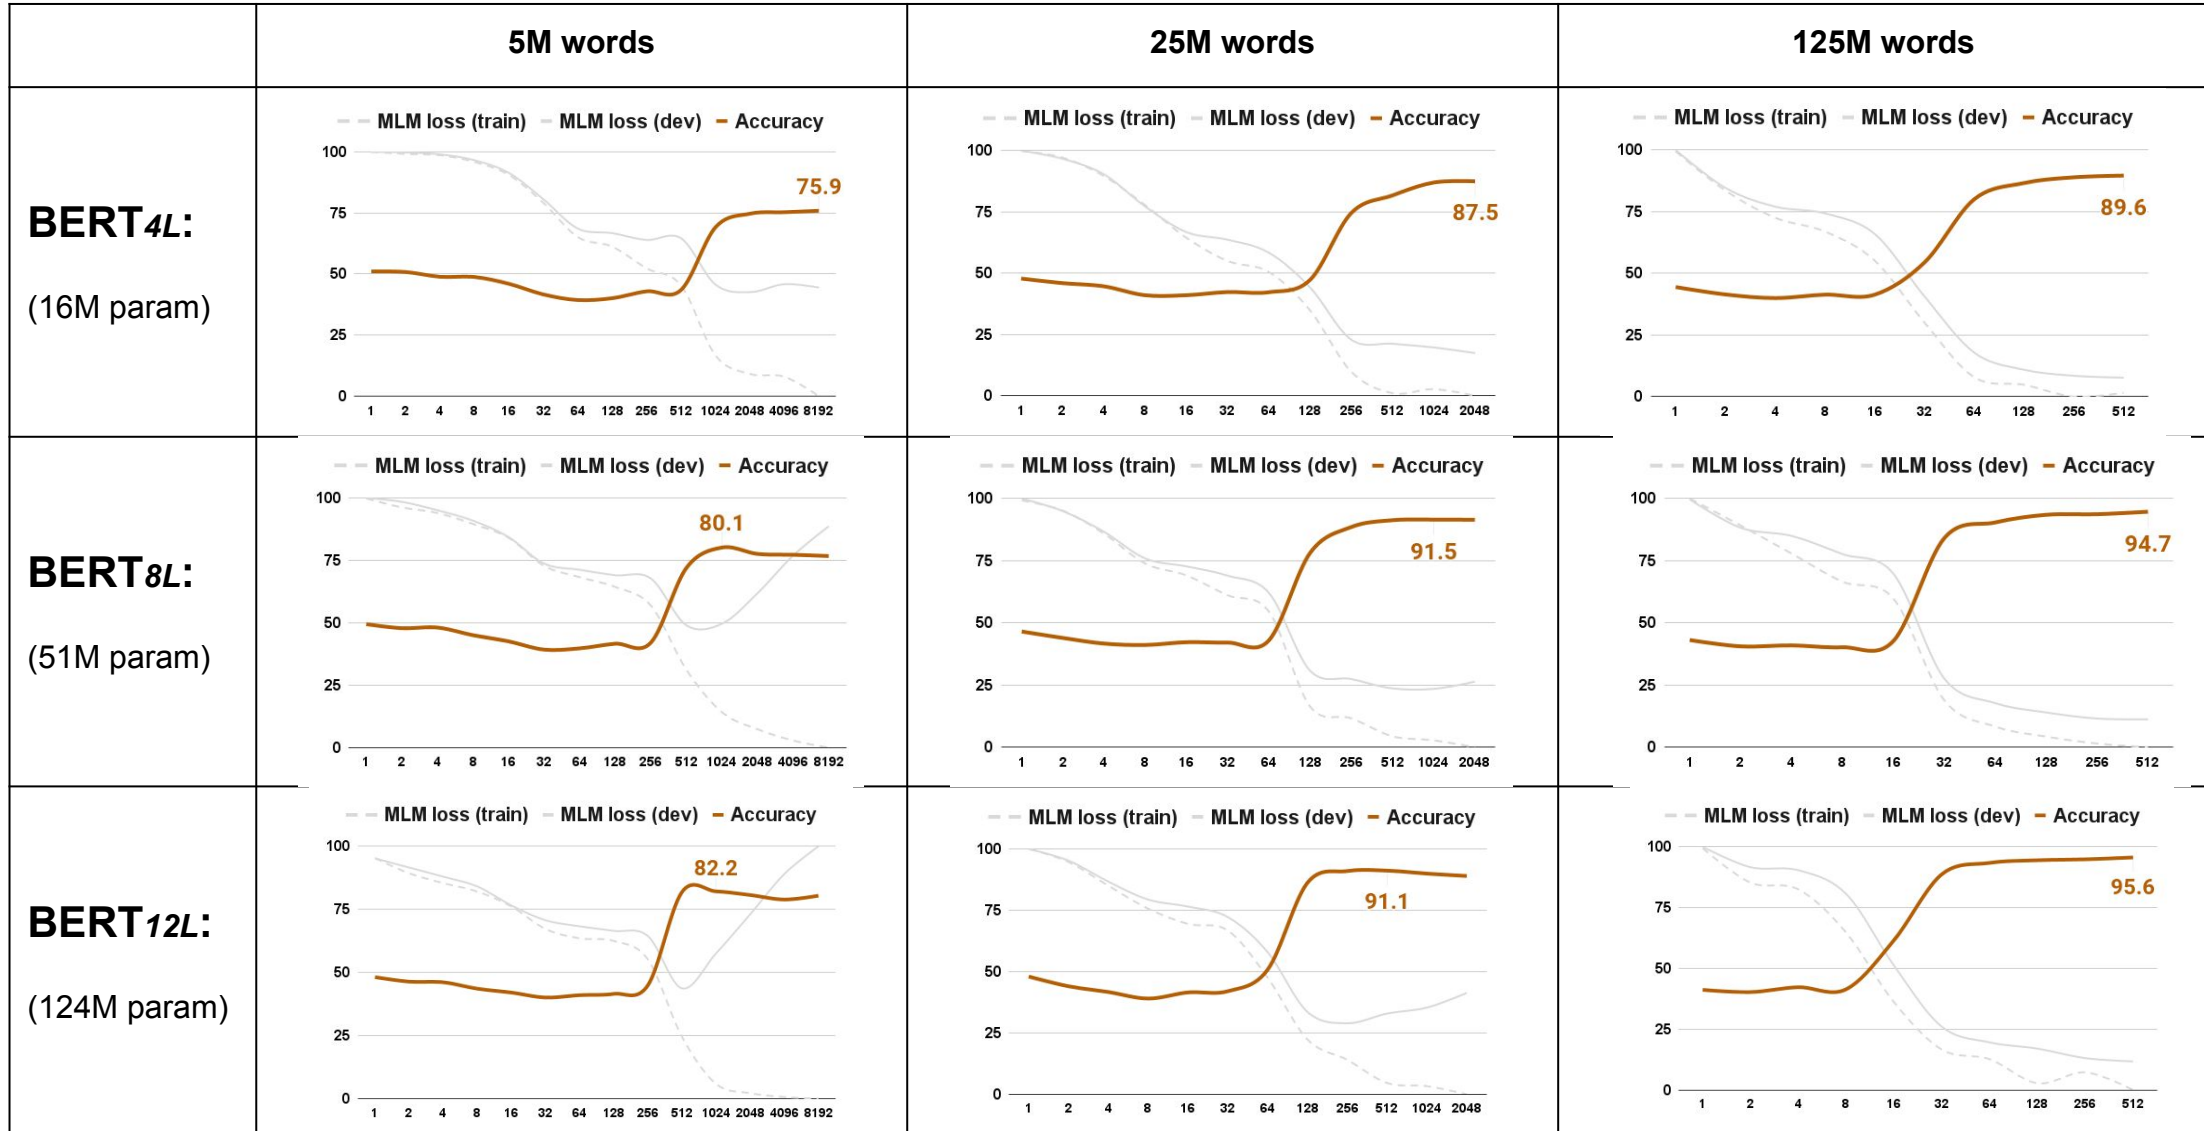 5M words 25M words 125M words
BERT4L:
(16M param)
MLM loss (train) MLM loss (dev) Accuracy
100
75
50
25
0
75.9
1 2 4 8 16 32 64 128 256 512 1024 2048 4096 8192
MLM loss (train) MLM loss (dev) Accuracy
100
75
50
25
0
87.5
1 2 4 8 16 32 64 128 256 512 1024 2048
MLM loss (train) MLM loss (dev) Accuracy
100
75
50
25
0
89.6
1 2 4 8 16 32 64 128 256 512
BERT8L:
(51M param)
MLM loss (train) MLM loss (dev) Accuracy
100
75
50
25
0
80.1
1 2 4 8 16 32 64 128 256 512 1024 2048 4096 8192
MLM loss (train) MLM loss (dev) Accuracy
100
75
50
25
0
91.5
1 2 4 8 16 32 64 128 256 512 1024 2048
MLM loss (train) MLM loss (dev) Accuracy
100
75
50
25
0
94.7
1 2 4 8 16 32 64 128 256 512
BERT12L:
(124M param)
MLM loss (train) MLM loss (dev) Accuracy
100
75
50
25
0
82.2
1 2 4 8 16 32 64 128 256 512 1024 2048 4096 8192
MLM loss (train) MLM loss (dev) Accuracy
100
75
50
25
0
91.1
1 2 4 8 16 32 64 128 256 512 1024 2048
MLM loss (train) MLM loss (dev) Accuracy
100
75
50
25
0
95.6
1 2 4 8 16 32 64 128 256 512